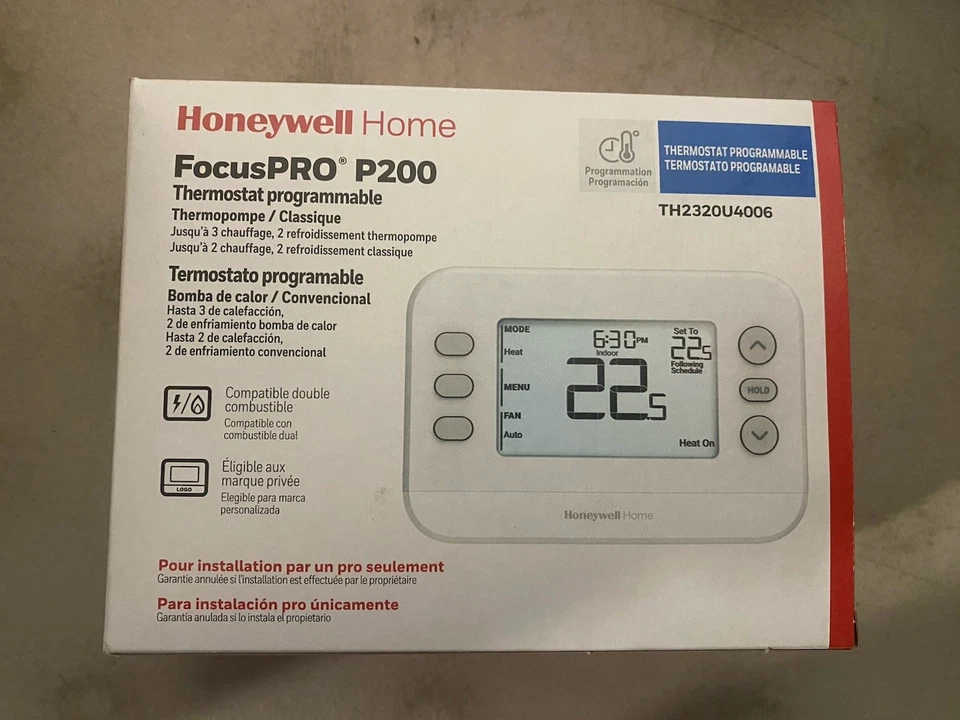 Honeywell Home
FocusPRO® P200
Thermostat programmable
Thermopompe / Classique
Jusqu'à 3 chauffage, 2 refroidissement thermopompe
Jusqu'à 2 chauffage, 2 refroidissement classique
Termostato programable
Bomba de calor / Convencional
Hasta 3 de calefacción,
2 de enfriamiento bomba de calor
Hasta 2 de calefacción,
2 de enfriamiento convencional
Compatible double
combustible
Compatible con
combustible dual
LOGO
Éligible aux
marque privée
Elegible para marca
personalizada
Pour installation par un pro seulement
Garantie annulée si l'installation est effectuée par le propriétaire
Para instalación pro únicamente
Garantía anulada si lo instala el propietario
Programmation
Programación
THERMOSTAT PROGRAMMABLE
TERMOSTATO PROGRAMABLE
TH2320U4006
MODE
Heat
MENU
FAN
Auto
6:30 PM
Indoor
22.5
Set To
22.5
Following
Schedule
Heat On
HOLD
Honeywell Home